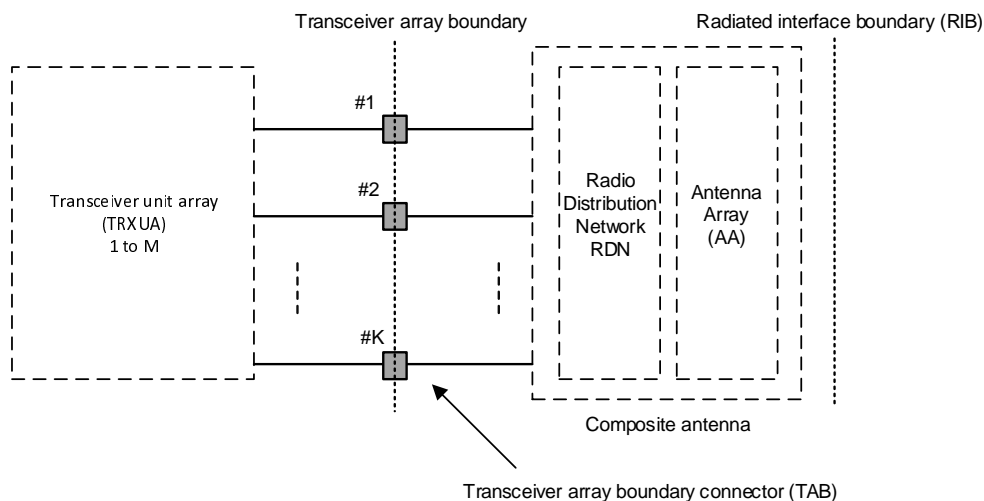 Transceiver array boundary
Radiated interface boundary (RIB)
#1
#2
#K
Transceiver unit array
(TRXUA)
1 to M
Radio
Distribution
Network
RDN
Antenna
Array
(AA)
Composite antenna
Transceiver array boundary connector (TAB)